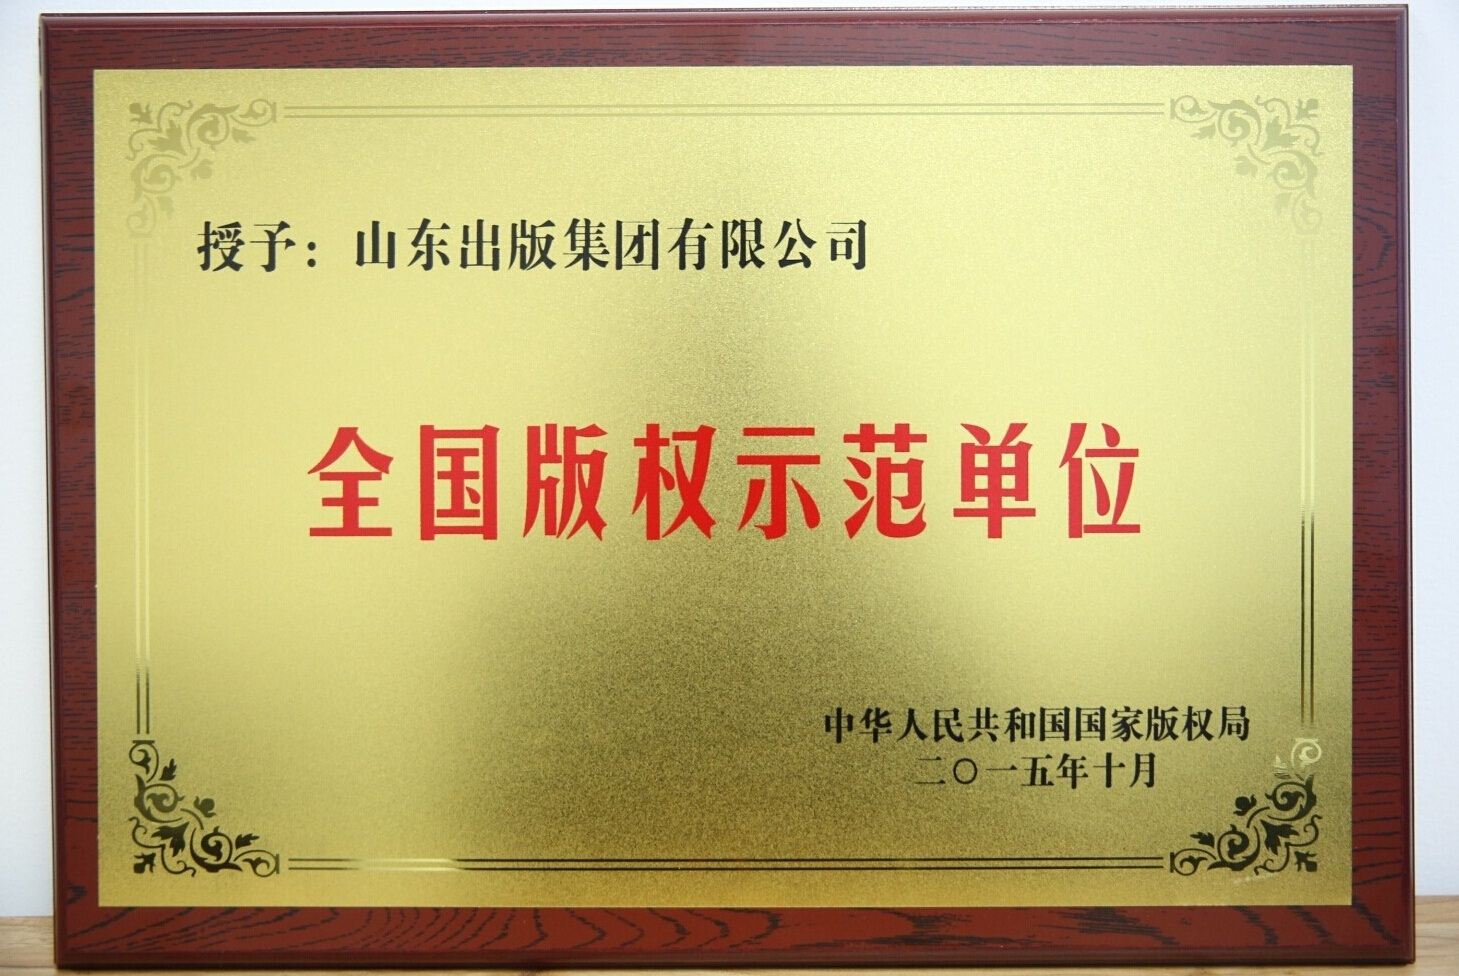 授予：山东出版集团有限公司
全国版权示范单位
中华人民共和国国家版权局
二〇一五年十月